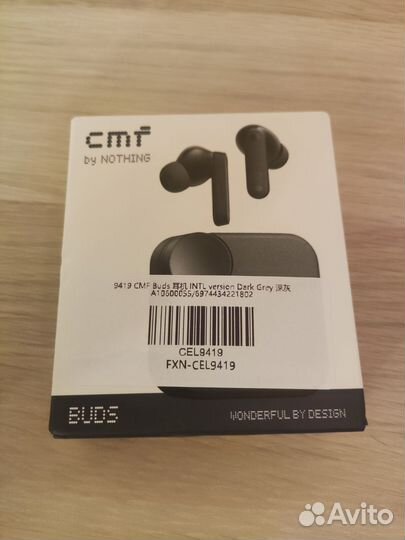 cmf
by NOTHING
9419 CMF Buds 耳机 INTL version Dark Grey 深灰
A10600055/6974434221802
CEL9419
FXN-CEL9419
BUDS
WONDERFUL BY DESIGN
Avito